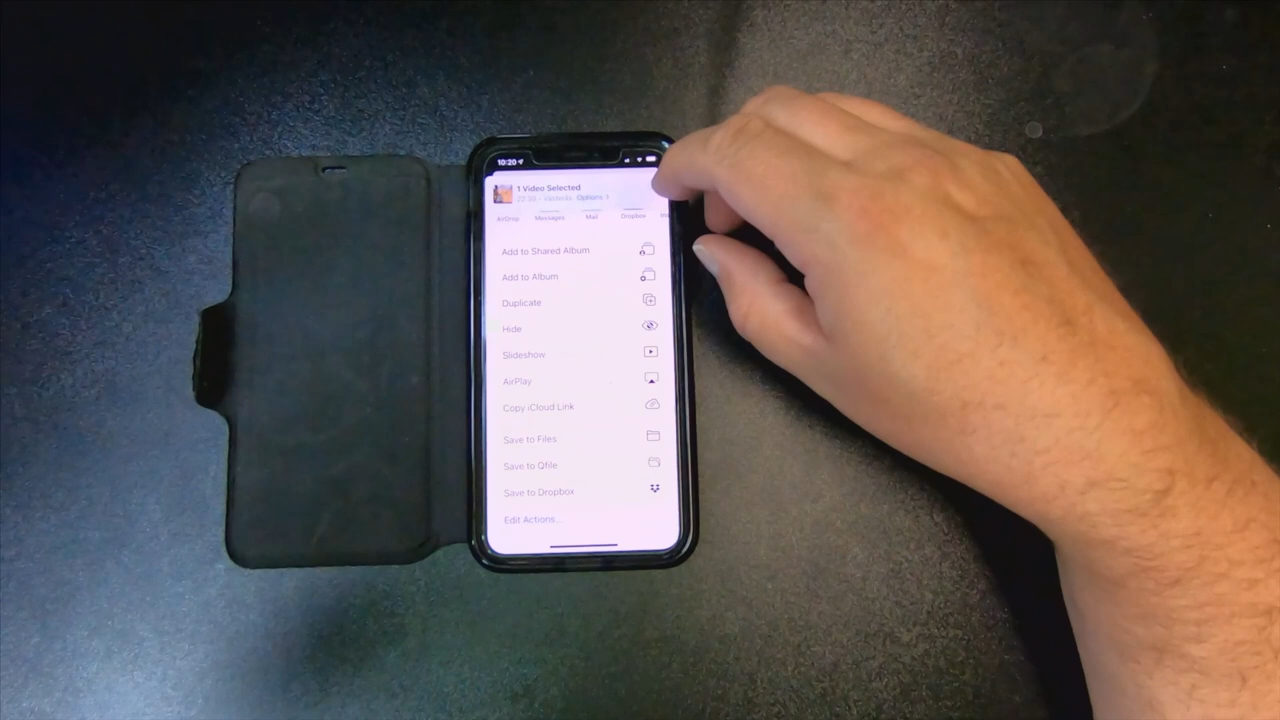 10:20
1 Video Selected
Options >
AirDrop Messages Mail Dropbox
Add to Shared Album
Add to Album
Duplicate
Hide
Slideshow
AirPlay
Copy iCloud Link
Save to Files
Save to Qfile
Save to Dropbox
Edit Actions...